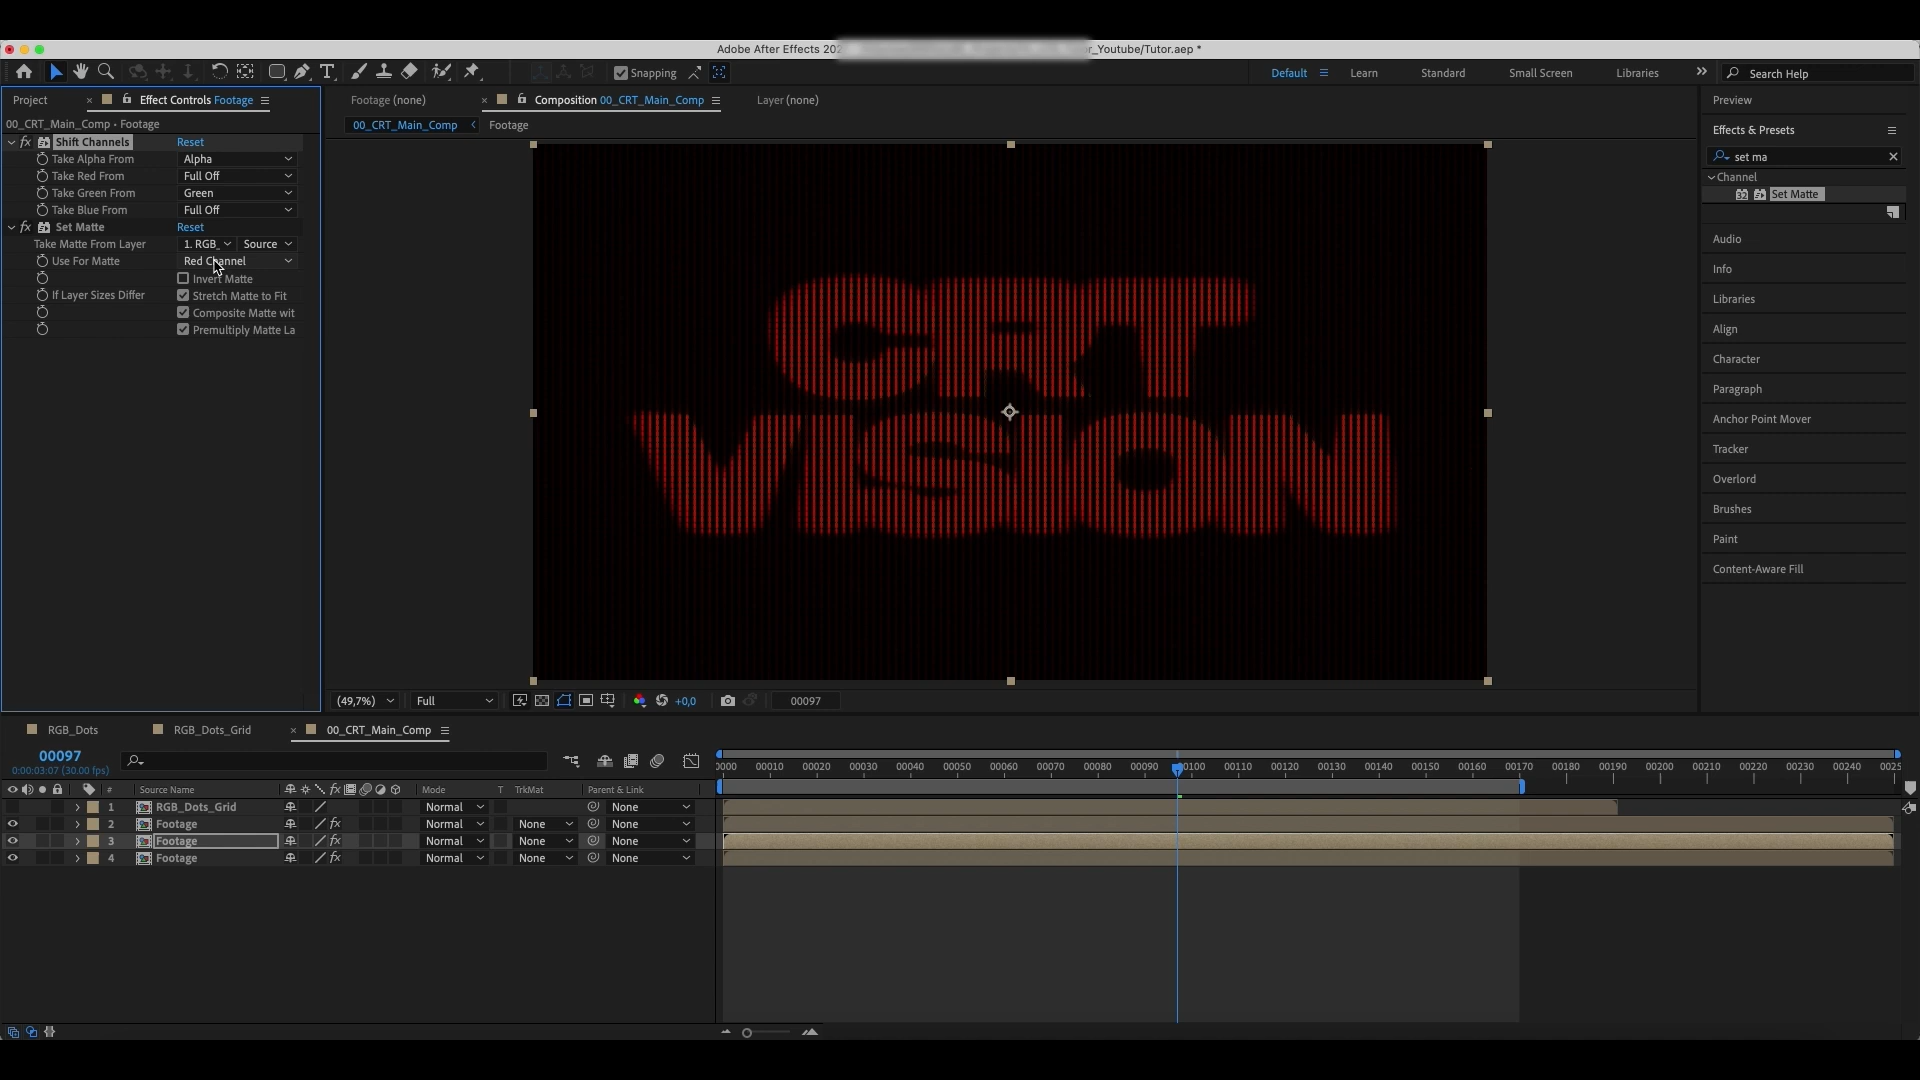 Adobe After Effects 202
r_Youtube/Tutor.aep *
Snapping
Default
Learn
Standard
Small Screen
Libraries
Search Help
Project
Effect Controls Footage
00_CRT_Main_Comp • Footage
fx Shift Channels Reset
Take Alpha From Alpha
Take Red From Full Off
Take Green From Green
Take Blue From Full Off
fx Set Matte Reset
Take Matte From Layer 1. RGB_ Source
Use For Matte Red Channel
Invert Matte
If Layer Sizes Differ Stretch Matte to Fit
Composite Matte wit
Premultiply Matte La
Footage (none)
Composition 00_CRT_Main_Comp
Layer (none)
00_CRT_Main_Comp
Footage
VISION
(49,7%)
Full
+0,0
00097
Preview
Effects & Presets
set ma
Channel
32 Set Matte
Audio
Info
Libraries
Align
Character
Paragraph
Anchor Point Mover
Tracker
Overlord
Brushes
Paint
Content-Aware Fill
RGB_Dots
RGB_Dots_Grid
00_CRT_Main_Comp
00097
0:00:03:07 (30.00 fps)
0000 00010 00020 00030 00040 00050 00060 00070 00080 00090 00100 00110 00120 00130 00140 00150 00160 00170 00180 00190 00200 00210 00220 00230 00240 0025
# Source Name fx Mode T TrkMat Parent & Link
1 RGB_Dots_Grid Normal None
2 Footage fx Normal None None
3 Footage fx Normal None None
4 Footage fx Normal None None